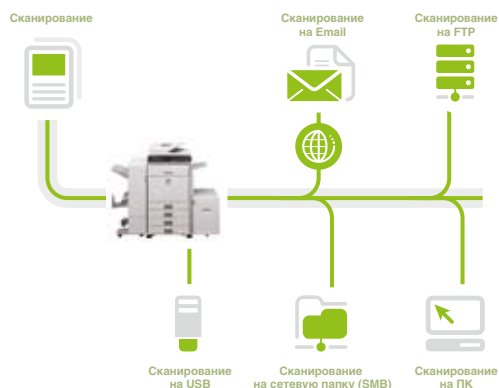 Сканирование
Сканирование
на Email
Сканирование
на FTP
Сканирование
на USB
Сканирование
на сетевую папку (SMB)
Сканирование
на ПК